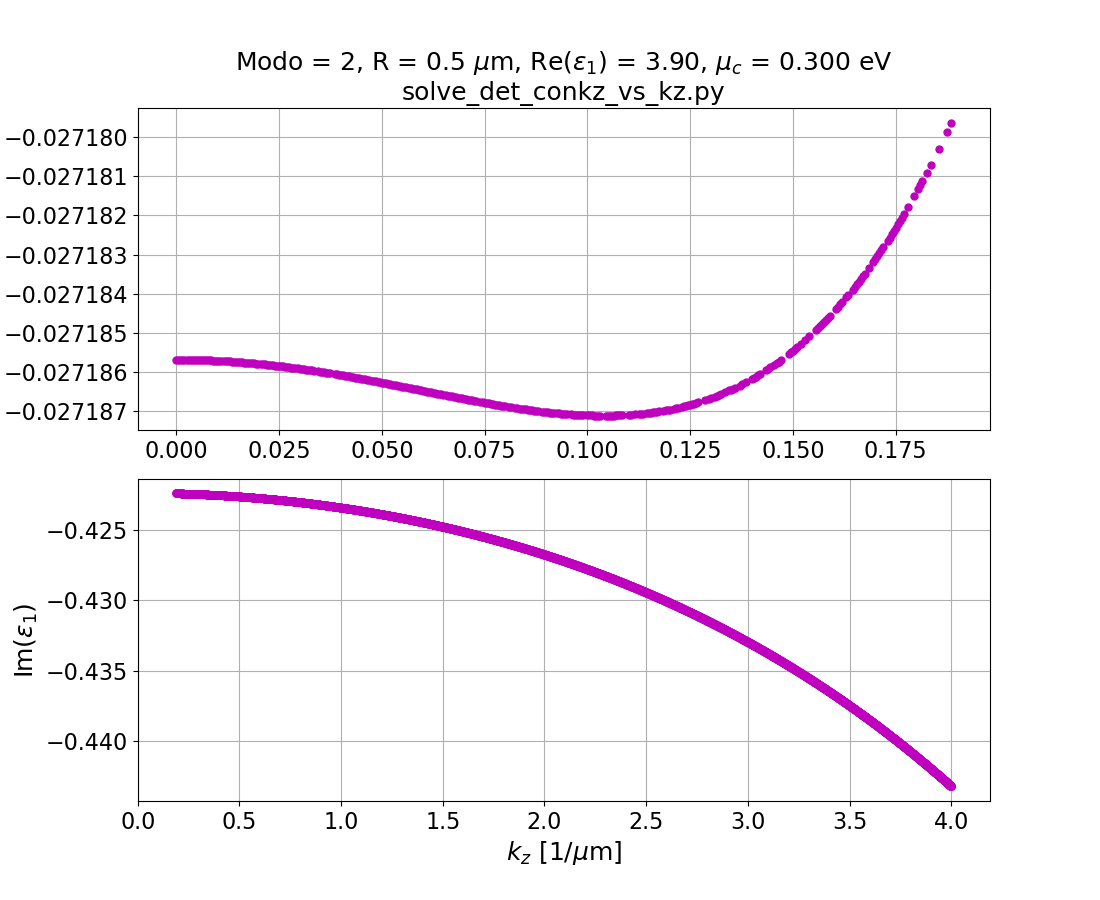 Modo = 2, R = 0.5 μm, Re(ε₁) = 3.90, μ_c = 0.300 eV
solve_det_conkz_vs_kz.py
−0.027180
−0.027181
−0.027182
−0.027183
−0.027184
−0.027185
−0.027186
−0.027187
0.000 0.025 0.050 0.075 0.100 0.125 0.150 0.175
Im(ε₁)
−0.425
−0.430
−0.435
−0.440
0.0 0.5 1.0 1.5 2.0 2.5 3.0 3.5 4.0
k_z [1/μm]